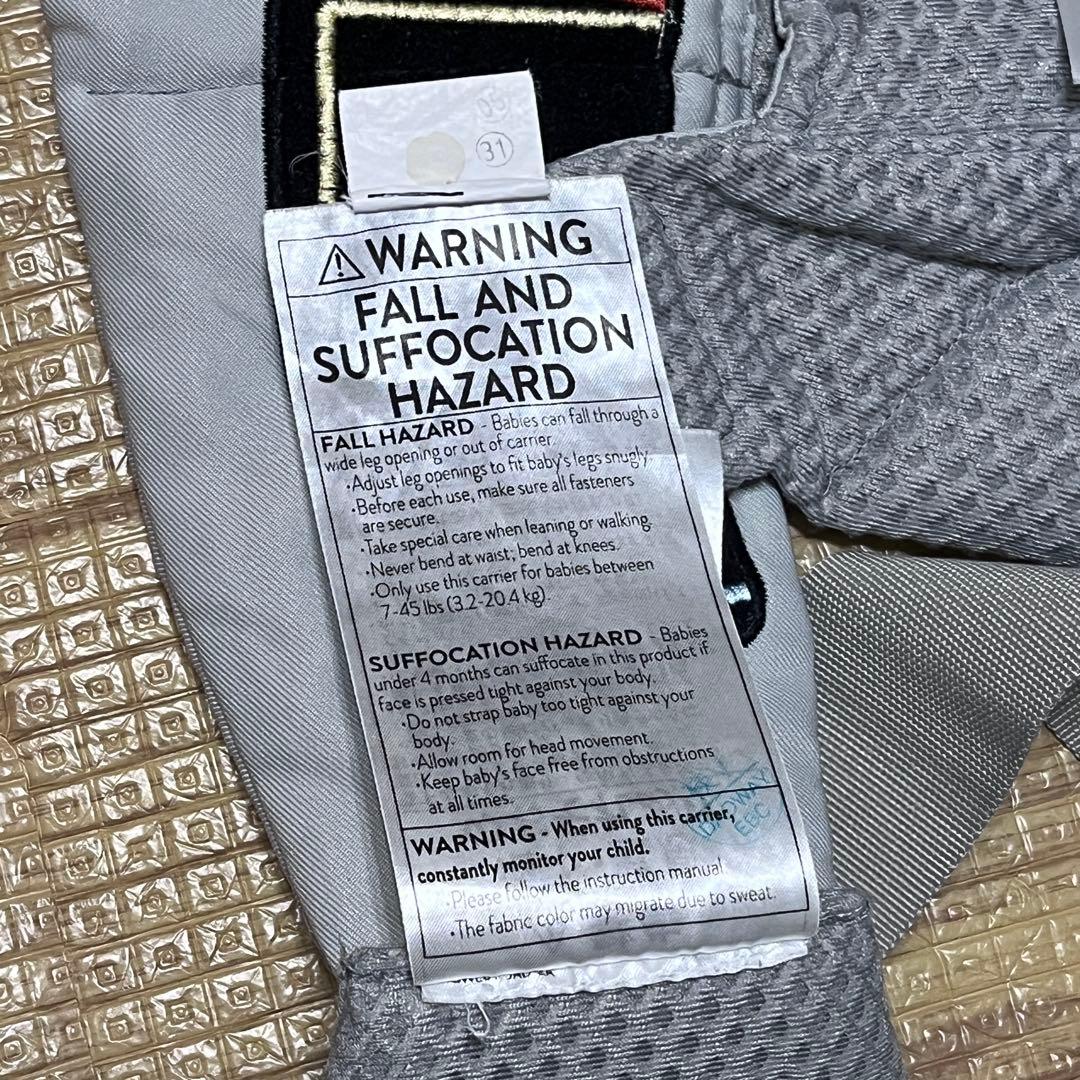 05
31
WARNING
FALL AND
SUFFOCATION
HAZARD
FALL HAZARD - Babies can fall through a
wide leg opening or out of carrier.
•Adjust leg openings to fit baby's legs snugly.
•Before each use, make sure all fasteners
are secure.
•Take special care when leaning or walking.
•Never bend at waist; bend at knees.
•Only use this carrier for babies between
7-45 lbs (3.2-20.4 kg).
SUFFOCATION HAZARD - Babies
under 4 months can suffocate in this product if
face is pressed tight against your body.
•Do not strap baby too tight against your
body.
•Allow room for head movement.
•Keep baby's face free from obstructions
at all times.
WARNING - When using this carrier,
constantly monitor your child.
•Please follow the instruction manual.
•The fabric color may migrate due to sweat.